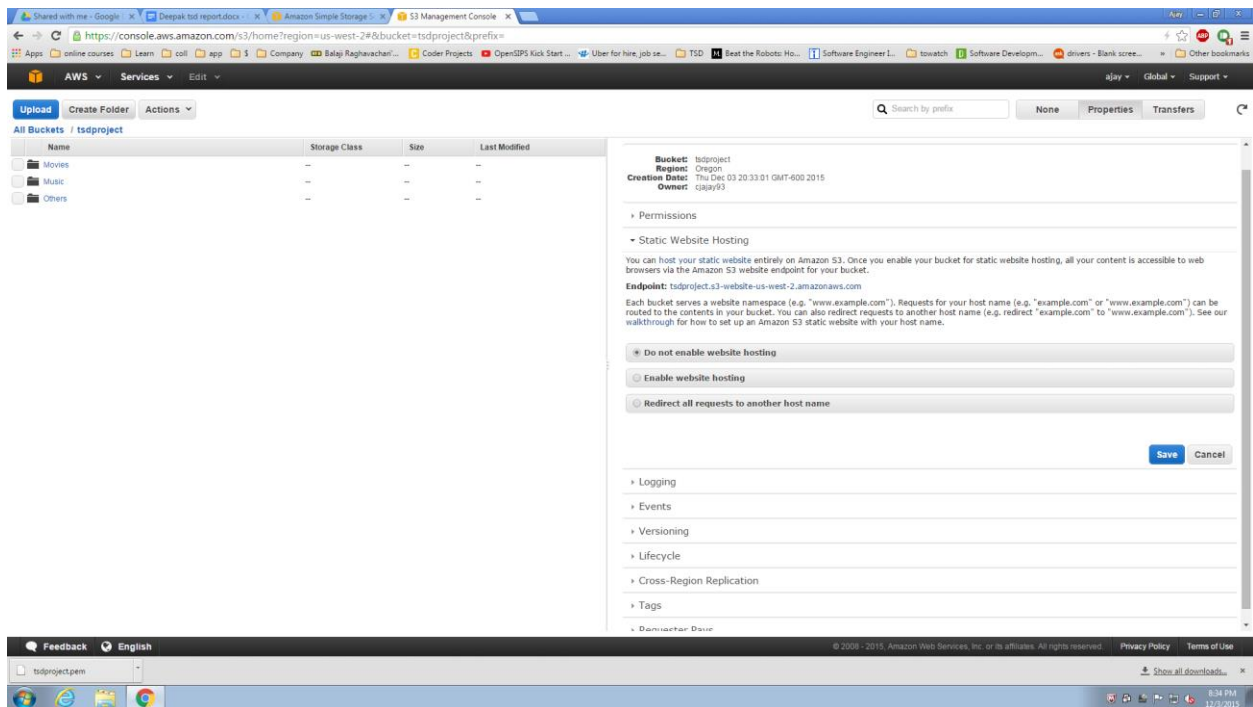 Shared with me - Google
Deepak tsd report.docx -
Amazon Simple Storage S
S3 Management Console
Ajay
https://console.aws.amazon.com/s3/home?region=us-west-2#&bucket=tsdproject&prefix=
Apps online courses Learn coll app $ Company Balaji Raghavachari'... Coder Projects OpenSIPS Kick Start ... Uber for hire, job se... TSD Beat the Robots: Ho... Software Engineer I... towatch Software Developm... drivers - Blank scree... » Other bookmarks
AWS Services Edit
ajay Global Support
Upload Create Folder Actions
Search by prefix
None Properties Transfers
All Buckets / tsdproject
Name Storage Class Size Last Modified
Movies -- -- --
Music -- -- --
Others -- -- --
Bucket: tsdproject
Region: Oregon
Creation Date: Thu Dec 03 20:33:01 GMT-600 2015
Owner: cjajay93
Permissions
Static Website Hosting
You can host your static website entirely on Amazon S3. Once you enable your bucket for static website hosting, all your content is accessible to web
browsers via the Amazon S3 website endpoint for your bucket.
Endpoint: tsdproject.s3-website-us-west-2.amazonaws.com
Each bucket serves a website namespace (e.g. "www.example.com"). Requests for your host name (e.g. "example.com" or "www.example.com") can be
routed to the contents in your bucket. You can also redirect requests to another host name (e.g. redirect "example.com" to "www.example.com"). See our
walkthrough for how to set up an Amazon S3 static website with your host name.
Do not enable website hosting
Enable website hosting
Redirect all requests to another host name
Save Cancel
Logging
Events
Versioning
Lifecycle
Cross-Region Replication
Tags
Requester Pays
Feedback English
© 2008 - 2015, Amazon Web Services, Inc. or its affiliates. All rights reserved. Privacy Policy Terms of Use
tsdproject.pem
Show all downloads...
8:34 PM
12/3/2015